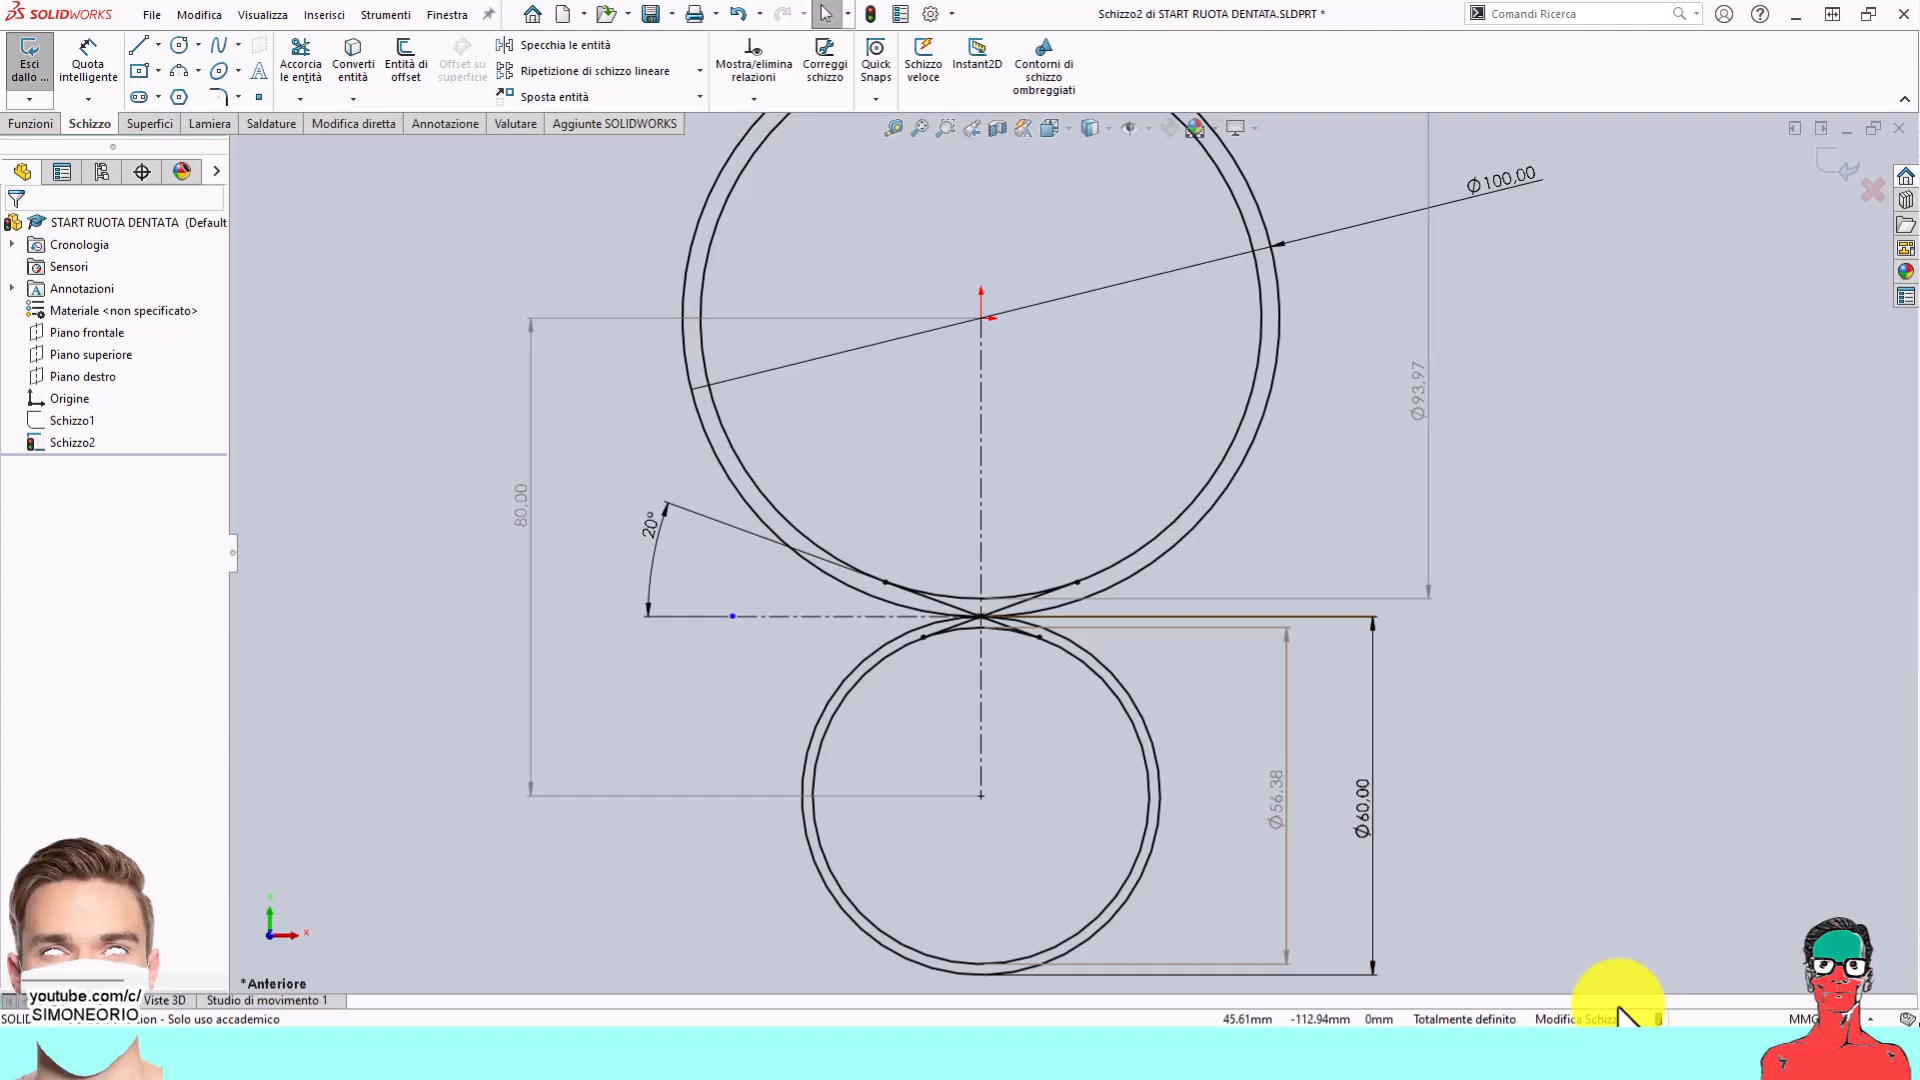 SOLIDWORKS
File
Modifica
Visualizza
Inserisci
Strumenti
Finestra
Schizzo2 di START RUOTA DENTATA.SLDPRT *
Comandi Ricerca
Esci
dallo ...
Quota
intelligente
Accorcia
le entità
Converti
entità
Entità di
offset
Offset su
superficie
Specchia le entità
Ripetizione di schizzo lineare
Sposta entità
Mostra/elimina
relazioni
Correggi
schizzo
Quick
Snaps
Schizzo
veloce
Instant2D
Contorni di
schizzo
ombreggiati
Funzioni
Schizzo
Superfici
Lamiera
Saldature
Modifica diretta
Annotazione
Valutare
Aggiunte SOLIDWORKS
START RUOTA DENTATA (Default
Cronologia
Sensori
Annotazioni
Materiale <non specificato>
Piano frontale
Piano superiore
Piano destro
Origine
Schizzo1
Schizzo2
Ø100,00
Ø93,97
80,00
20°
Ø56,38
Ø60,00
Y
X
*Anteriore
Viste 3D
Studio di movimento 1
youtube.com/c/
SIMONEORIO
Solo uso accademico
45.61mm
-112.94mm
0mm
Totalmente definito
Modifica
MMG